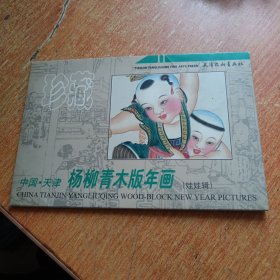 "TIANJIN YANGLIUQING FINE ARTS PRESS" 天津杨柳青画社
珍藏
中国·天津 杨柳青木版年画 (娃娃辑)
CHINA TIANJIN YANGLIUQING WOOD-BLOCK NEW YEAR PICTURES